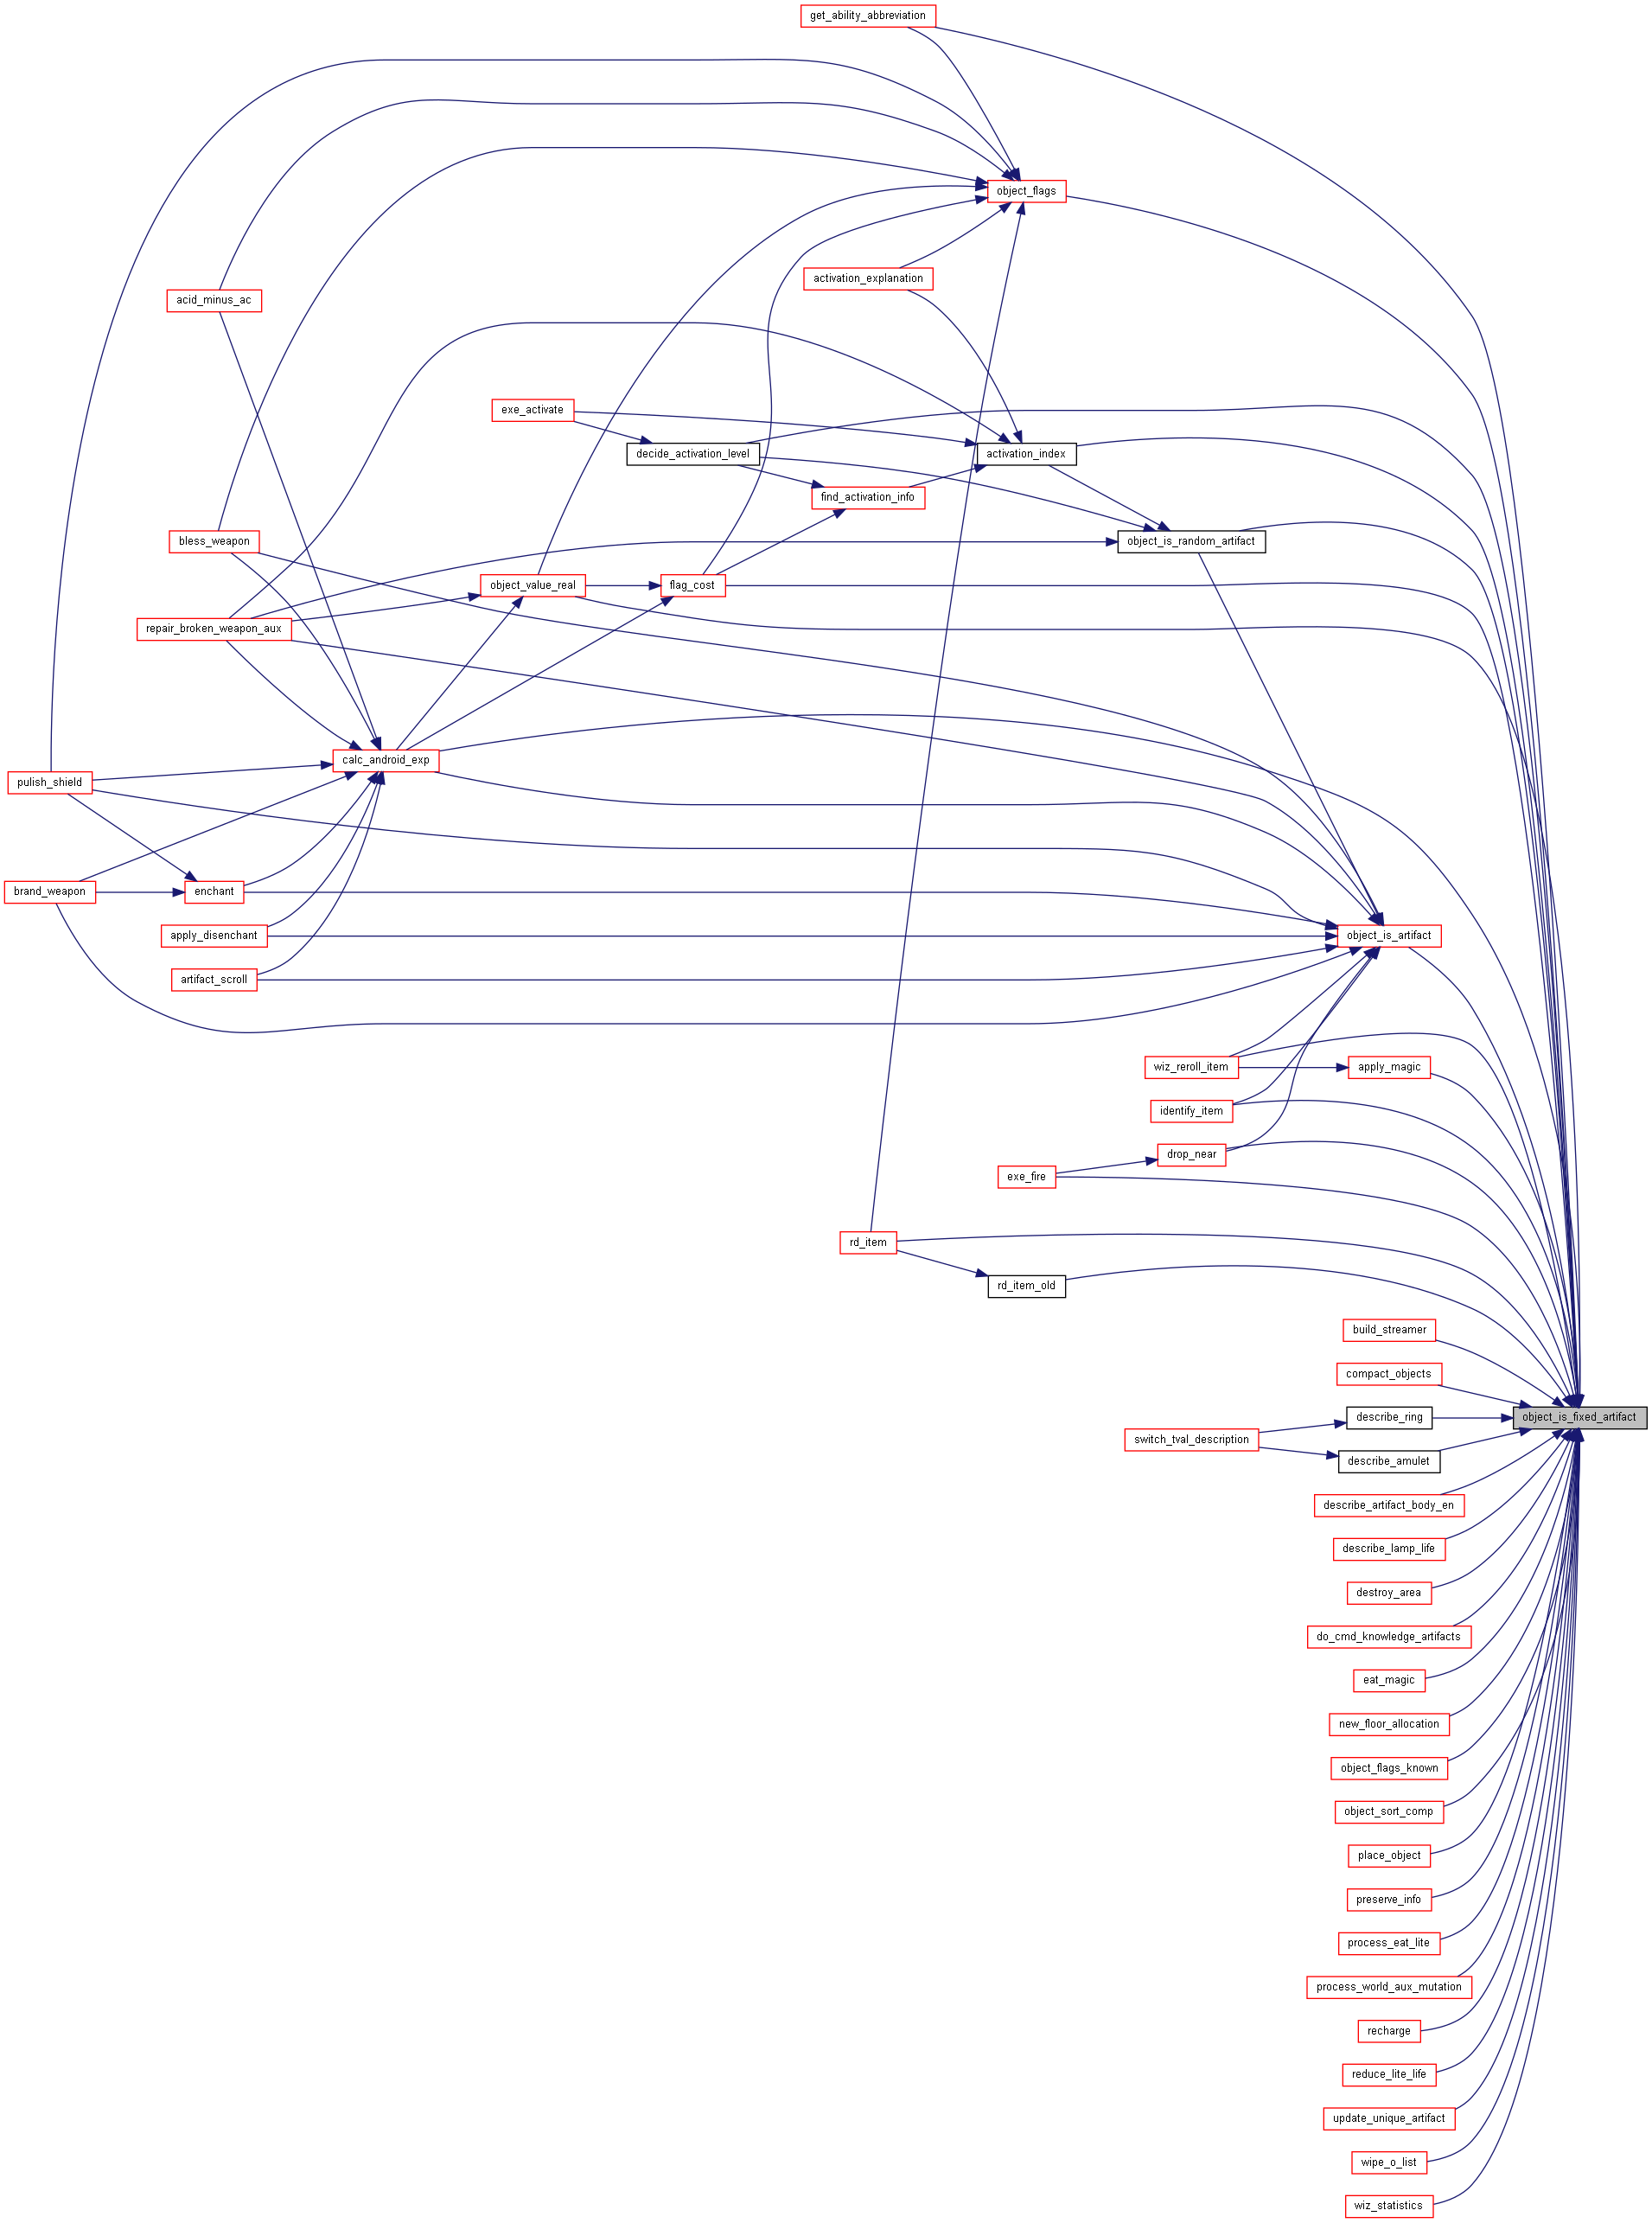 get_ability_abbreviation
object_flags
activation_explanation
acid_minus_ac
exe_activate
decide_activation_level
activation_index
find_activation_info
bless_weapon
object_is_random_artifact
object_value_real
flag_cost
repair_broken_weapon_aux
calc_android_exp
pulish_shield
brand_weapon
enchant
apply_disenchant
object_is_artifact
artifact_scroll
wiz_reroll_item
apply_magic
identify_item
drop_near
exe_fire
rd_item
rd_item_old
build_streamer
compact_objects
describe_ring
object_is_fixed_artifact
switch_tval_description
describe_amulet
describe_artifact_body_en
describe_lamp_life
destroy_area
do_cmd_knowledge_artifacts
eat_magic
new_floor_allocation
object_flags_known
object_sort_comp
place_object
preserve_info
process_eat_lite
process_world_aux_mutation
recharge
reduce_lite_life
update_unique_artifact
wipe_o_list
wiz_statistics